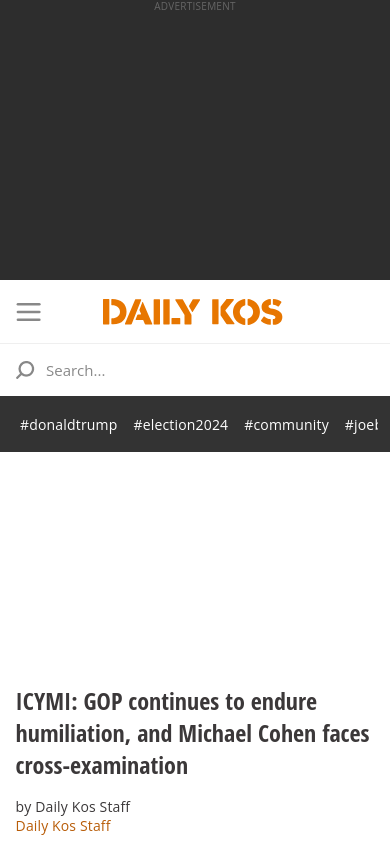 ADVERTISEMENT
DAILY KOS
Search...
#donaldtrump #election2024 #community
ICYMI: GOP continues to endure
humiliation, and Michael Cohen faces
cross-examination
by Daily Kos Staff
Daily Kos Staff